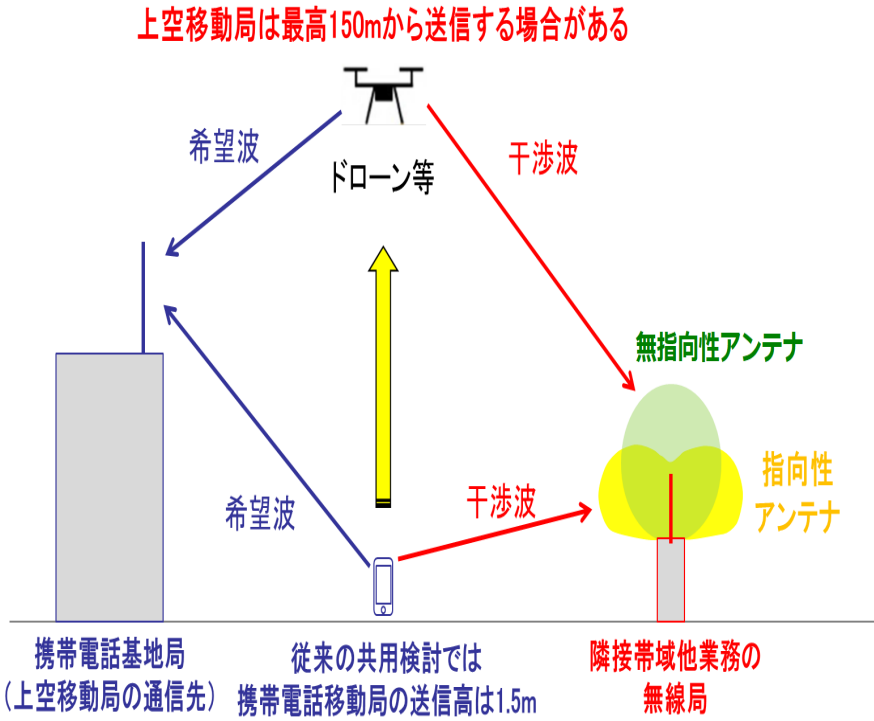 上空移動局は最高150mから送信する場合がある
希望波
干渉波
ドローン等
無指向性アンテナ
指向性
アンテナ
希望波
干渉波
携帯電話基地局
（上空移動局の通信先）
従来の共用検討では
携帯電話移動局の送信高は1.5m
隣接帯域他業務の
無線局